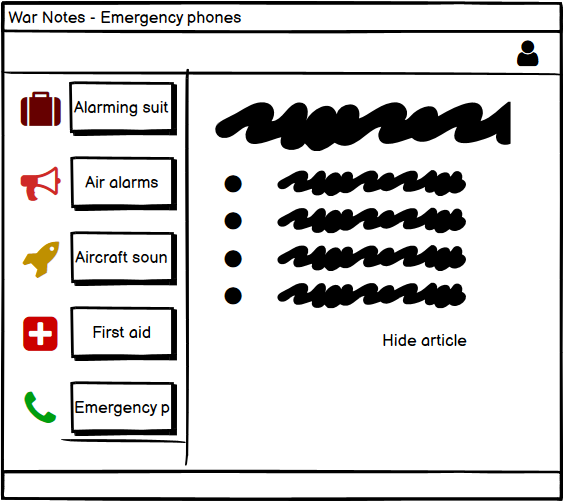 War Notes - Emergency phones
Alarming suit
Air alarms
Aircraft soun
First aid
Emergency p
Hide article